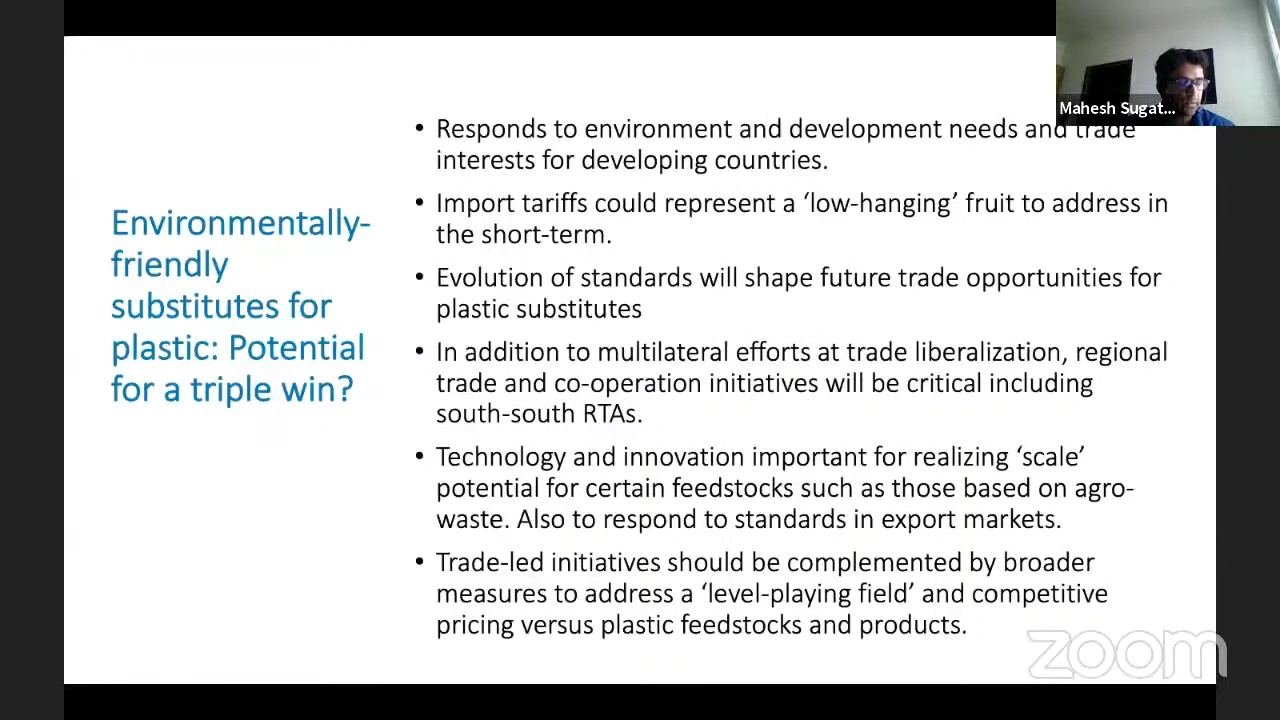 Mahesh Sugat...
Environmentally-
friendly
substitutes for
plastic: Potential
for a triple win?
• Responds to environment and development needs and trade
interests for developing countries.
• Import tariffs could represent a ‘low-hanging’ fruit to address in
the short-term.
• Evolution of standards will shape future trade opportunities for
plastic substitutes
• In addition to multilateral efforts at trade liberalization, regional
trade and co-operation initiatives will be critical including
south-south RTAs.
• Technology and innovation important for realizing ‘scale’
potential for certain feedstocks such as those based on agro-
waste. Also to respond to standards in export markets.
• Trade-led initiatives should be complemented by broader
measures to address a ‘level-playing field’ and competitive
pricing versus plastic feedstocks and products.
zoom